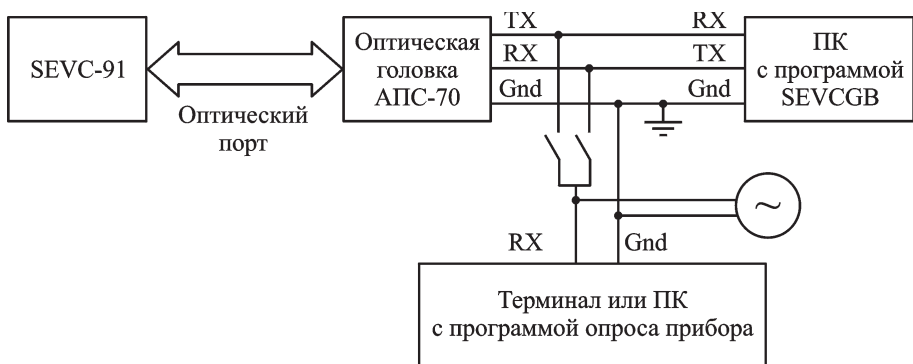 SEVC-91
Оптический
порт
Оптическая
головка
АПС-70
TX
RX
Gnd
RX
TX
Gnd
ПК
с программой
SEVCGB
~
RX
Gnd
Терминал или ПК
с программой опроса прибора